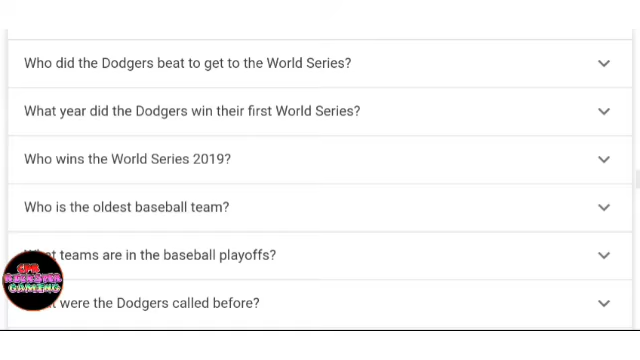 Who did the Dodgers beat to get to the World Series?
What year did the Dodgers win their first World Series?
Who wins the World Series 2019?
Who is the oldest baseball team?
teams are in the baseball playoffs?
were the Dodgers called before?
GAMING